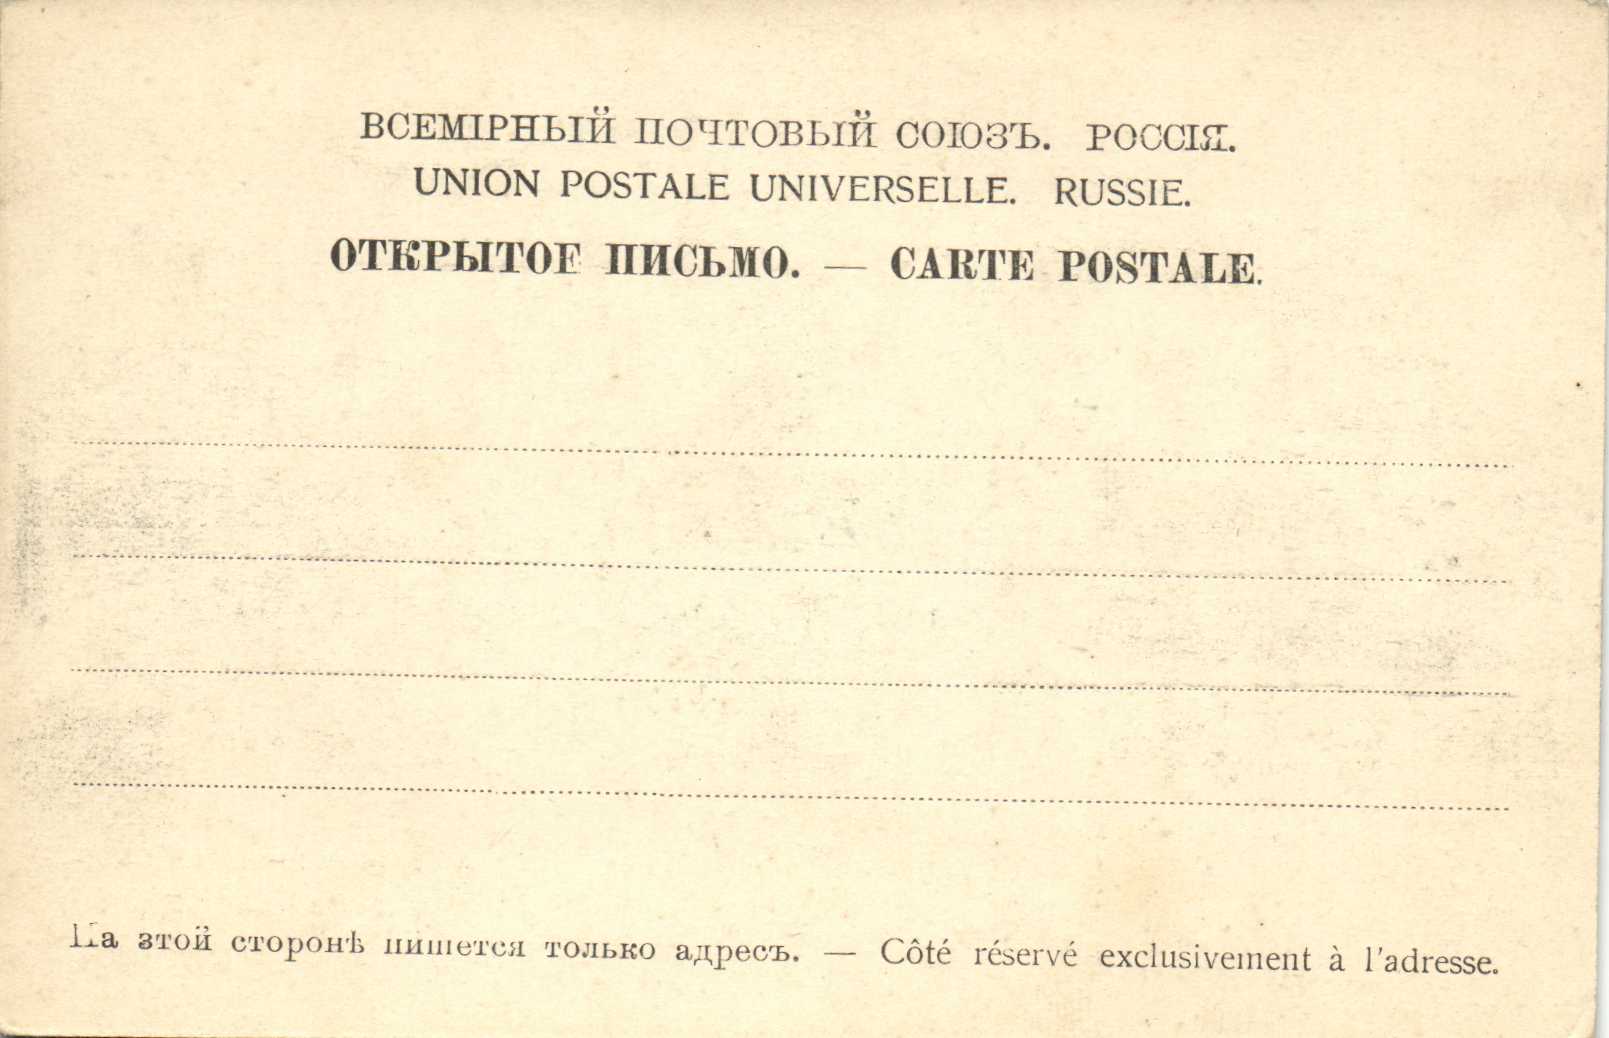 ВСЕМІРНЫЙ ПОЧТОВЫЙ СОЮЗЪ. РОССІЯ.
UNION POSTALE UNIVERSELLE. RUSSIE.
ОТКРЫТОЕ ПИСЬМО. — CARTE POSTALE.
На этой сторонѣ пишется только адресъ. — Côté réservé exclusivement à l'adresse.